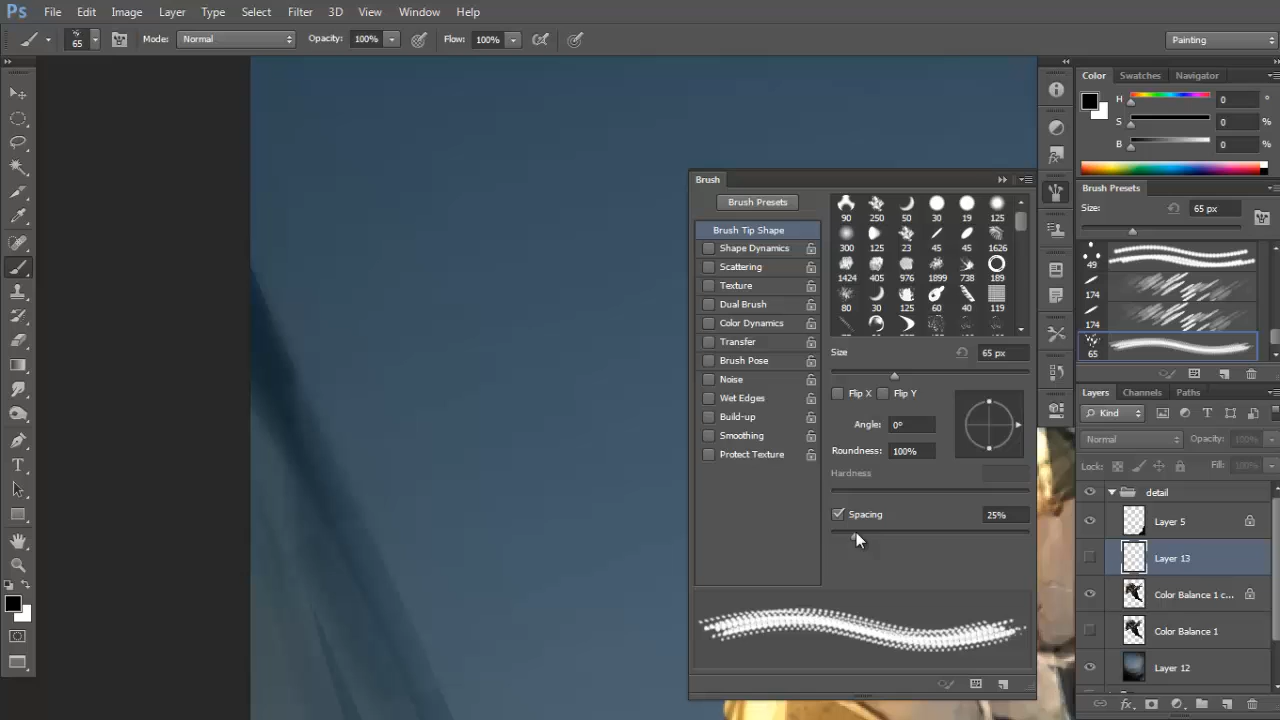 Ps File Edit Image Layer Type Select Filter 3D View Window Help
65 Mode: Normal Opacity: 100% Flow: 100% Painting
Color Swatches Navigator
H 0 °
S 0 %
B 0 %
Brush Presets
Size: 65 px
49
174
174
65
Brush
Brush Presets
Brush Tip Shape
Shape Dynamics
Scattering
Texture
Dual Brush
Color Dynamics
Transfer
Brush Pose
Noise
Wet Edges
Build-up
Smoothing
Protect Texture
90 250 50 30 19 125
300 125 23 45 45 1626
1424 405 976 1899 738 189
80 30 125 60 40 119
Size 65 px
Flip X Flip Y
Angle: 0°
Roundness: 100%
Hardness
Spacing 25%
Layers Channels Paths
Kind
Normal Opacity: 100%
Lock: Fill: 100%
detail
Layer 5
Layer 13
Color Balance 1 c...
Color Balance 1
Layer 12
fx